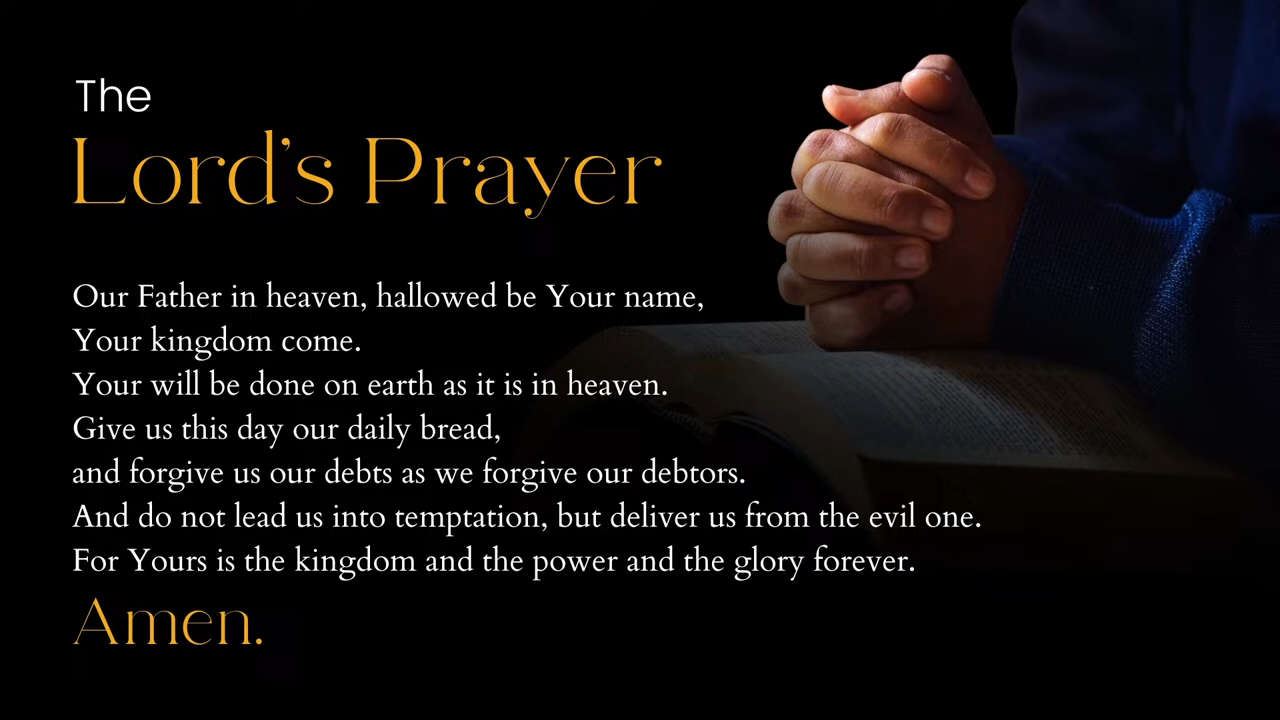 The
Lord's Prayer
Our Father in heaven, hallowed be Your name,
Your kingdom come.
Your will be done on earth as it is in heaven.
Give us this day our daily bread,
and forgive us our debts as we forgive our debtors.
And do not lead us into temptation, but deliver us from the evil one.
For Yours is the kingdom and the power and the glory forever.
Amen.